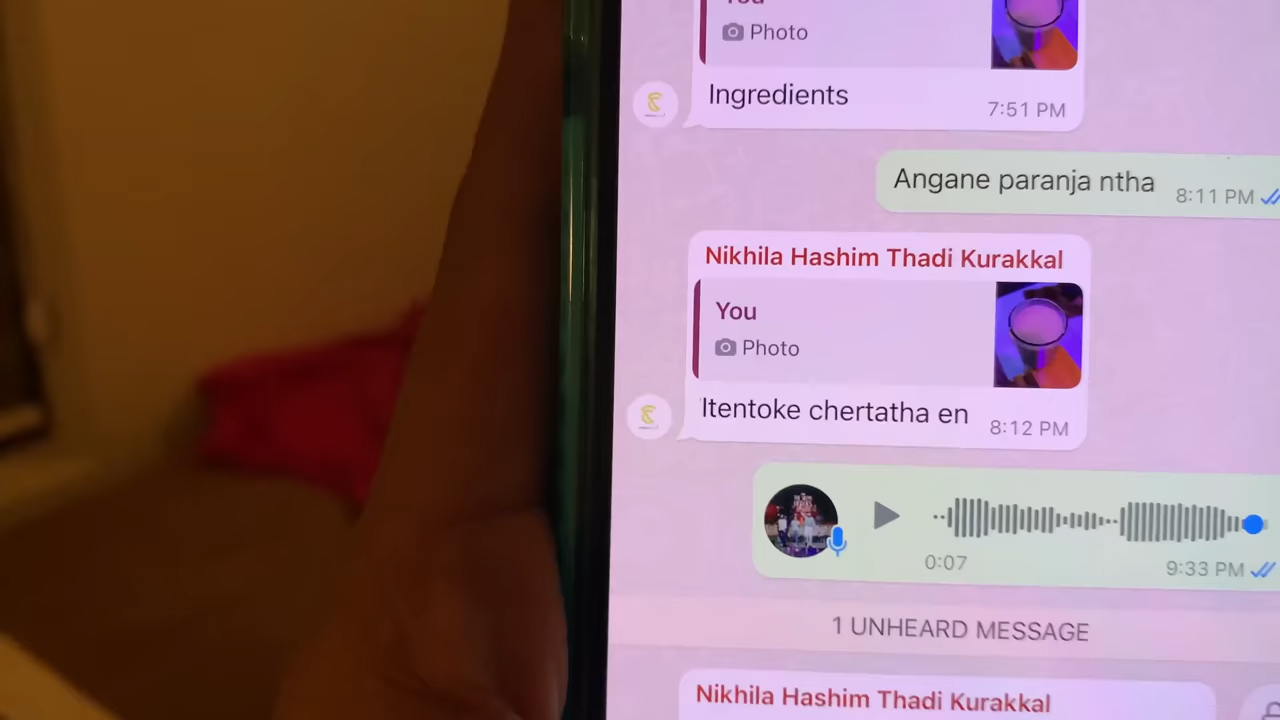 You
Photo
Ingredients
7:51 PM
Angane paranja ntha
8:11 PM
Nikhila Hashim Thadi Kurakkal
You
Photo
Itentoke chertatha en
8:12 PM
0:07
9:33 PM
1 UNHEARD MESSAGE
Nikhila Hashim Thadi Kurakkal